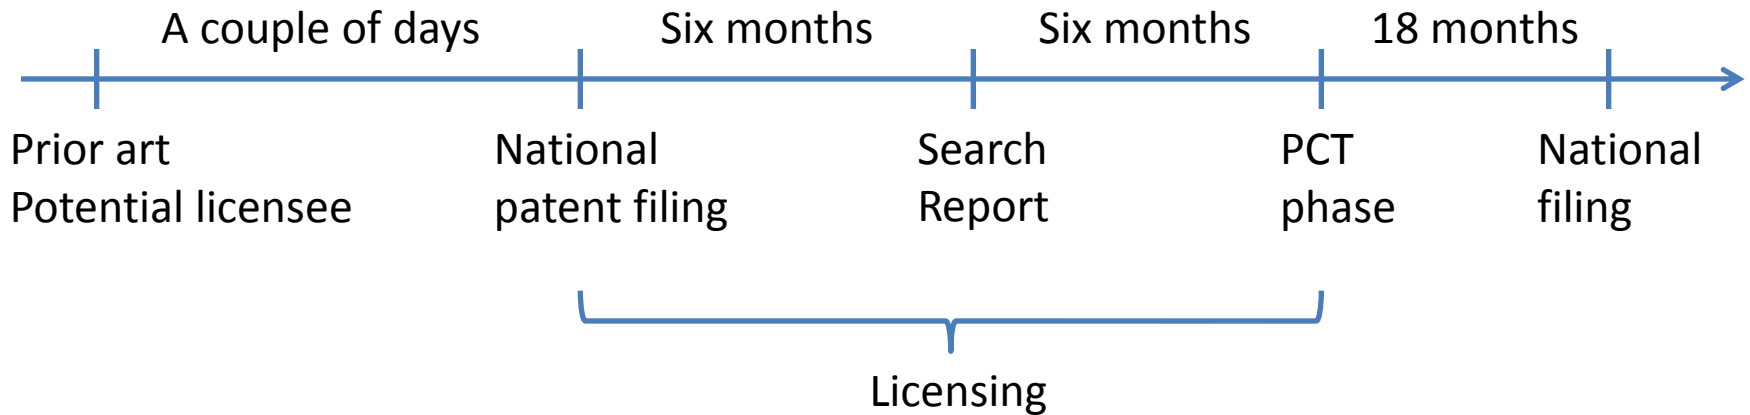 A couple of days
Six months
Six months
18 months
Prior art
Potential licensee
National
patent filing
Search
Report
PCT
phase
National
filing
Licensing